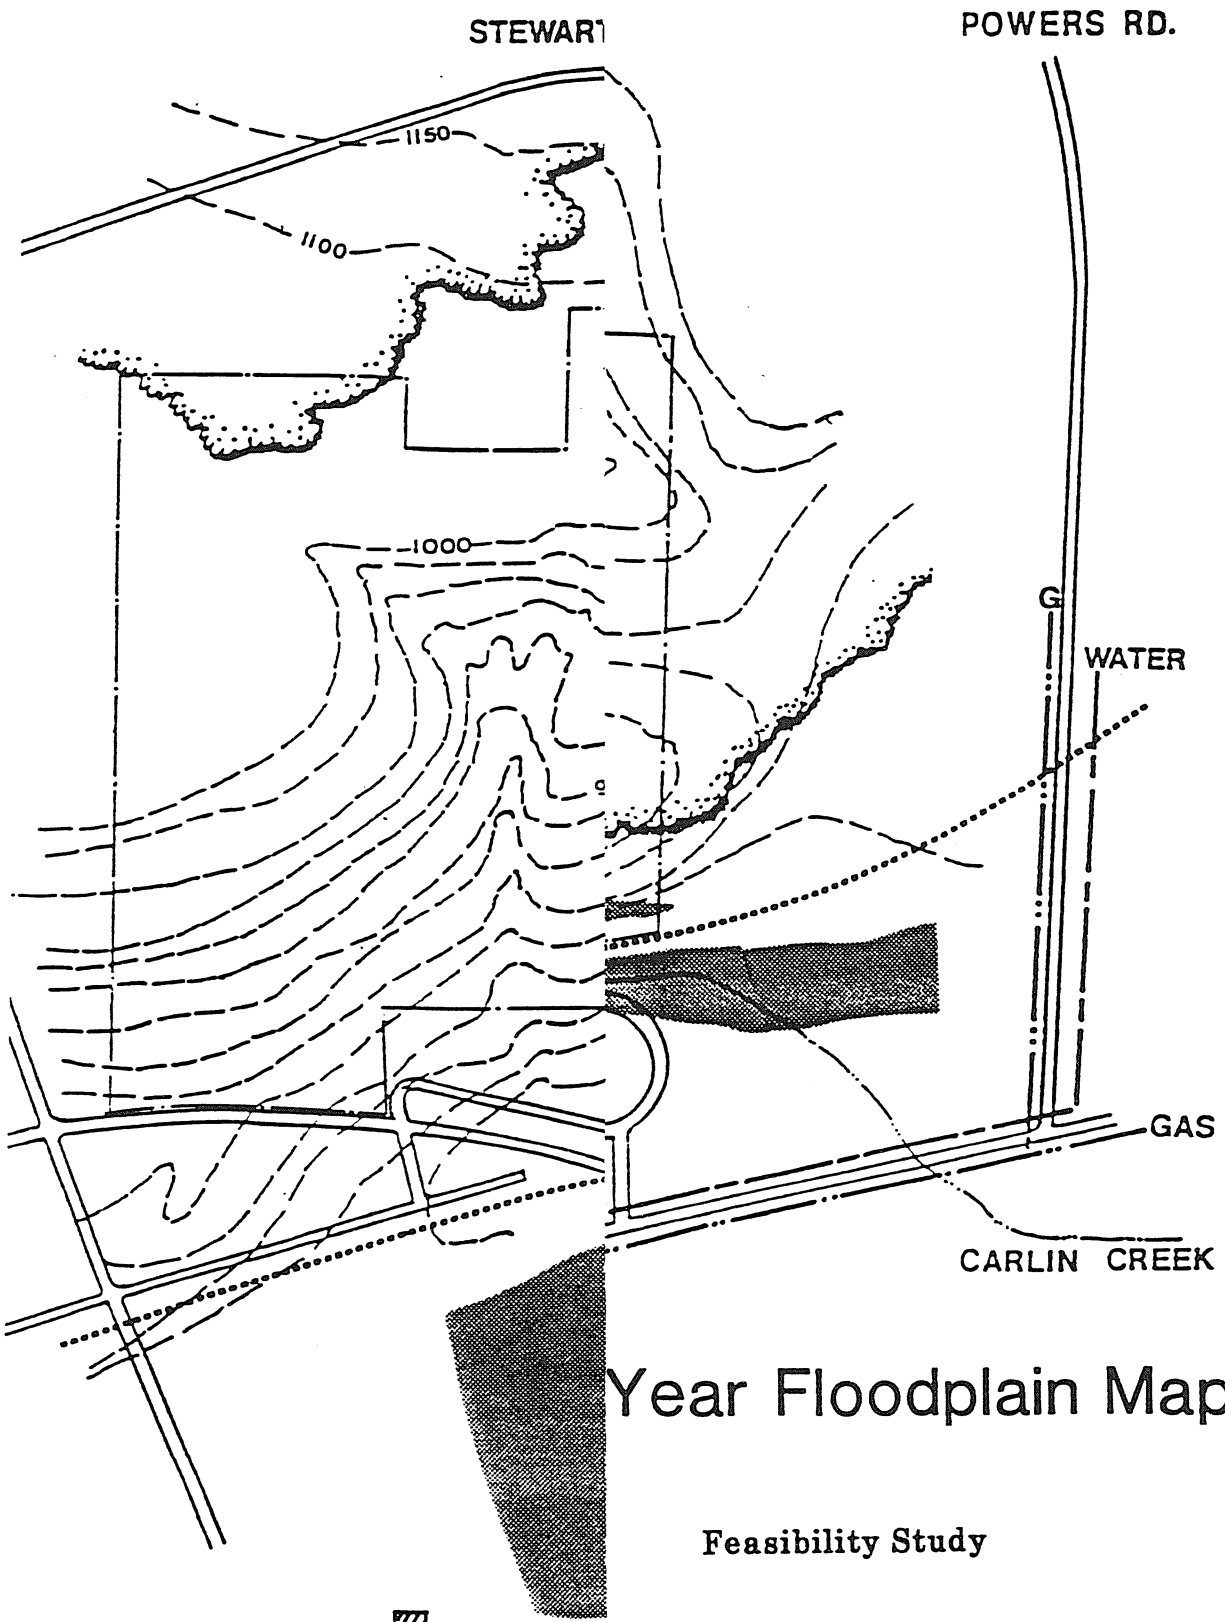 STEWART
POWERS RD.
1150
1100
1000
G
WATER
GAS
CARLIN CREEK
Year Floodplain Map
Feasibility Study